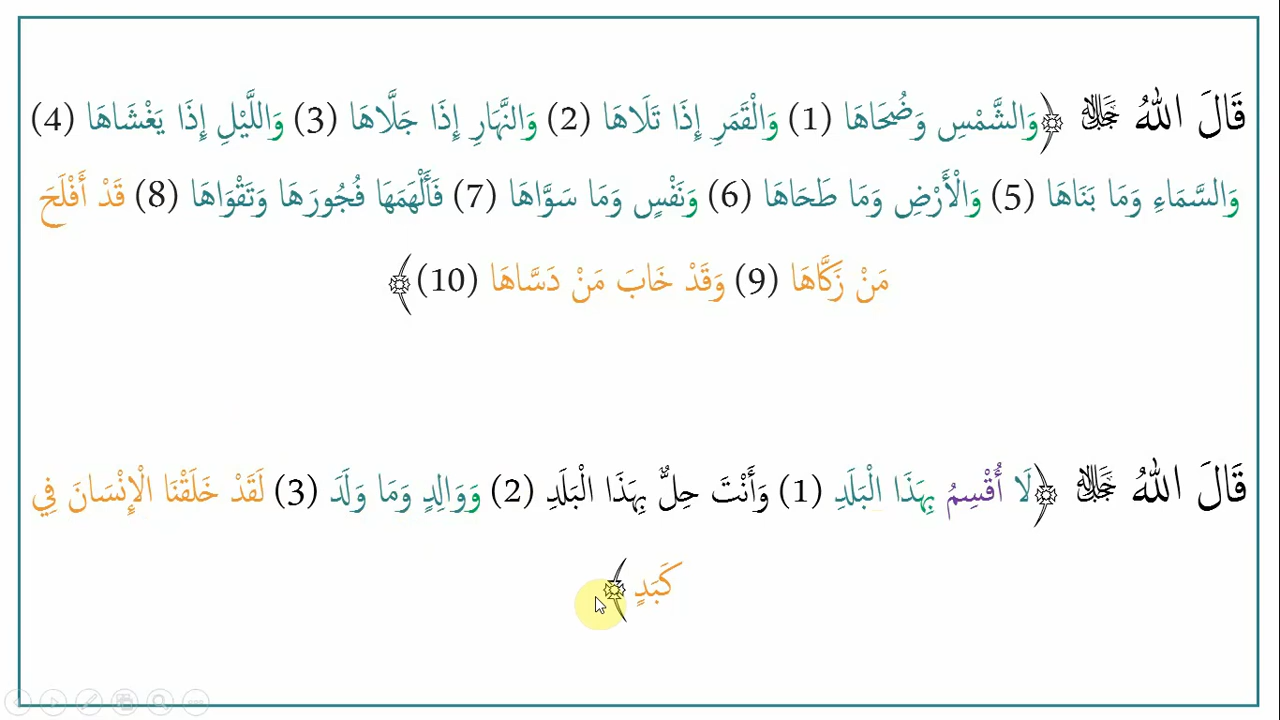 قَالَ اللهُ ﷻ ﴿وَالشَّمْسِ وَضُحَاهَا (1) وَالْقَمَرِ إِذَا تَلَاهَا (2) وَالنَّهَارِ إِذَا جَلَّاهَا (3) وَاللَّيْلِ إِذَا يَغْشَاهَا (4)
وَالسَّمَاءِ وَمَا بَنَاهَا (5) وَالْأَرْضِ وَمَا طَحَاهَا (6) وَنَفْسٍ وَمَا سَوَّاهَا (7) فَأَلْهَمَهَا فُجُورَهَا وَتَقْوَاهَا (8) قَدْ أَفْلَحَ
مَنْ زَكَّاهَا (9) وَقَدْ خَابَ مَنْ دَسَّاهَا (10)﴾
قَالَ اللهُ ﷻ ﴿لَا أُقْسِمُ بِهَذَا الْبَلَدِ (1) وَأَنْتَ حِلٌّ بِهَذَا الْبَلَدِ (2) وَوَالِدٍ وَمَا وَلَدَ (3) لَقَدْ خَلَقْنَا الْإِنْسَانَ فِي
كَبَدٍ﴾